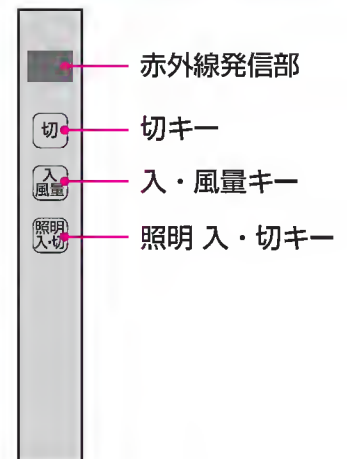 赤外線発信部
切
切キー
入
風量
入・風量キー
照明
入・切
照明 入・切キー